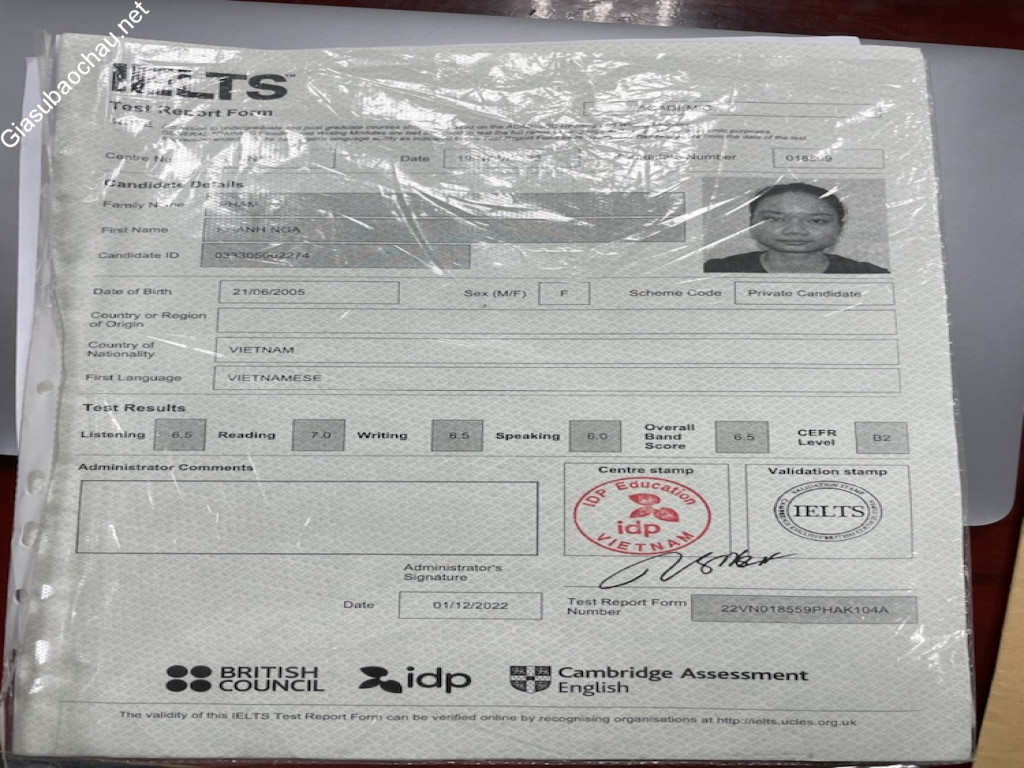 Giasubaochau.net
IELTS™
Test Report Form
ACADEMIC
Centre Date Number
Candidate Details
Family Name PHAM
First Name KHANH NGA
Candidate ID
Date of Birth 21/06/2005 Sex (M/F) F Scheme Code Private Candidate
Country or Region
of Origin
Country of
Nationality VIETNAM
First Language VIETNAMESE
Test Results
Listening 6.5 Reading 7.0 Writing 6.5 Speaking 6.0 Overall
Band
Score 6.5 CEFR
Level B2
Administrator Comments Centre stamp Validation stamp
IDP Education
idp
VIETNAM
VALIDATION STAMP
IELTS
Administrator's
Signature
Date 01/12/2022 Test Report Form
Number 22VN018559PHAK104A
BRITISH
COUNCIL idp Cambridge Assessment
English
The validity of this IELTS Test Report Form can be verified online by recognising organisations at http://ielts.ucles.org.uk